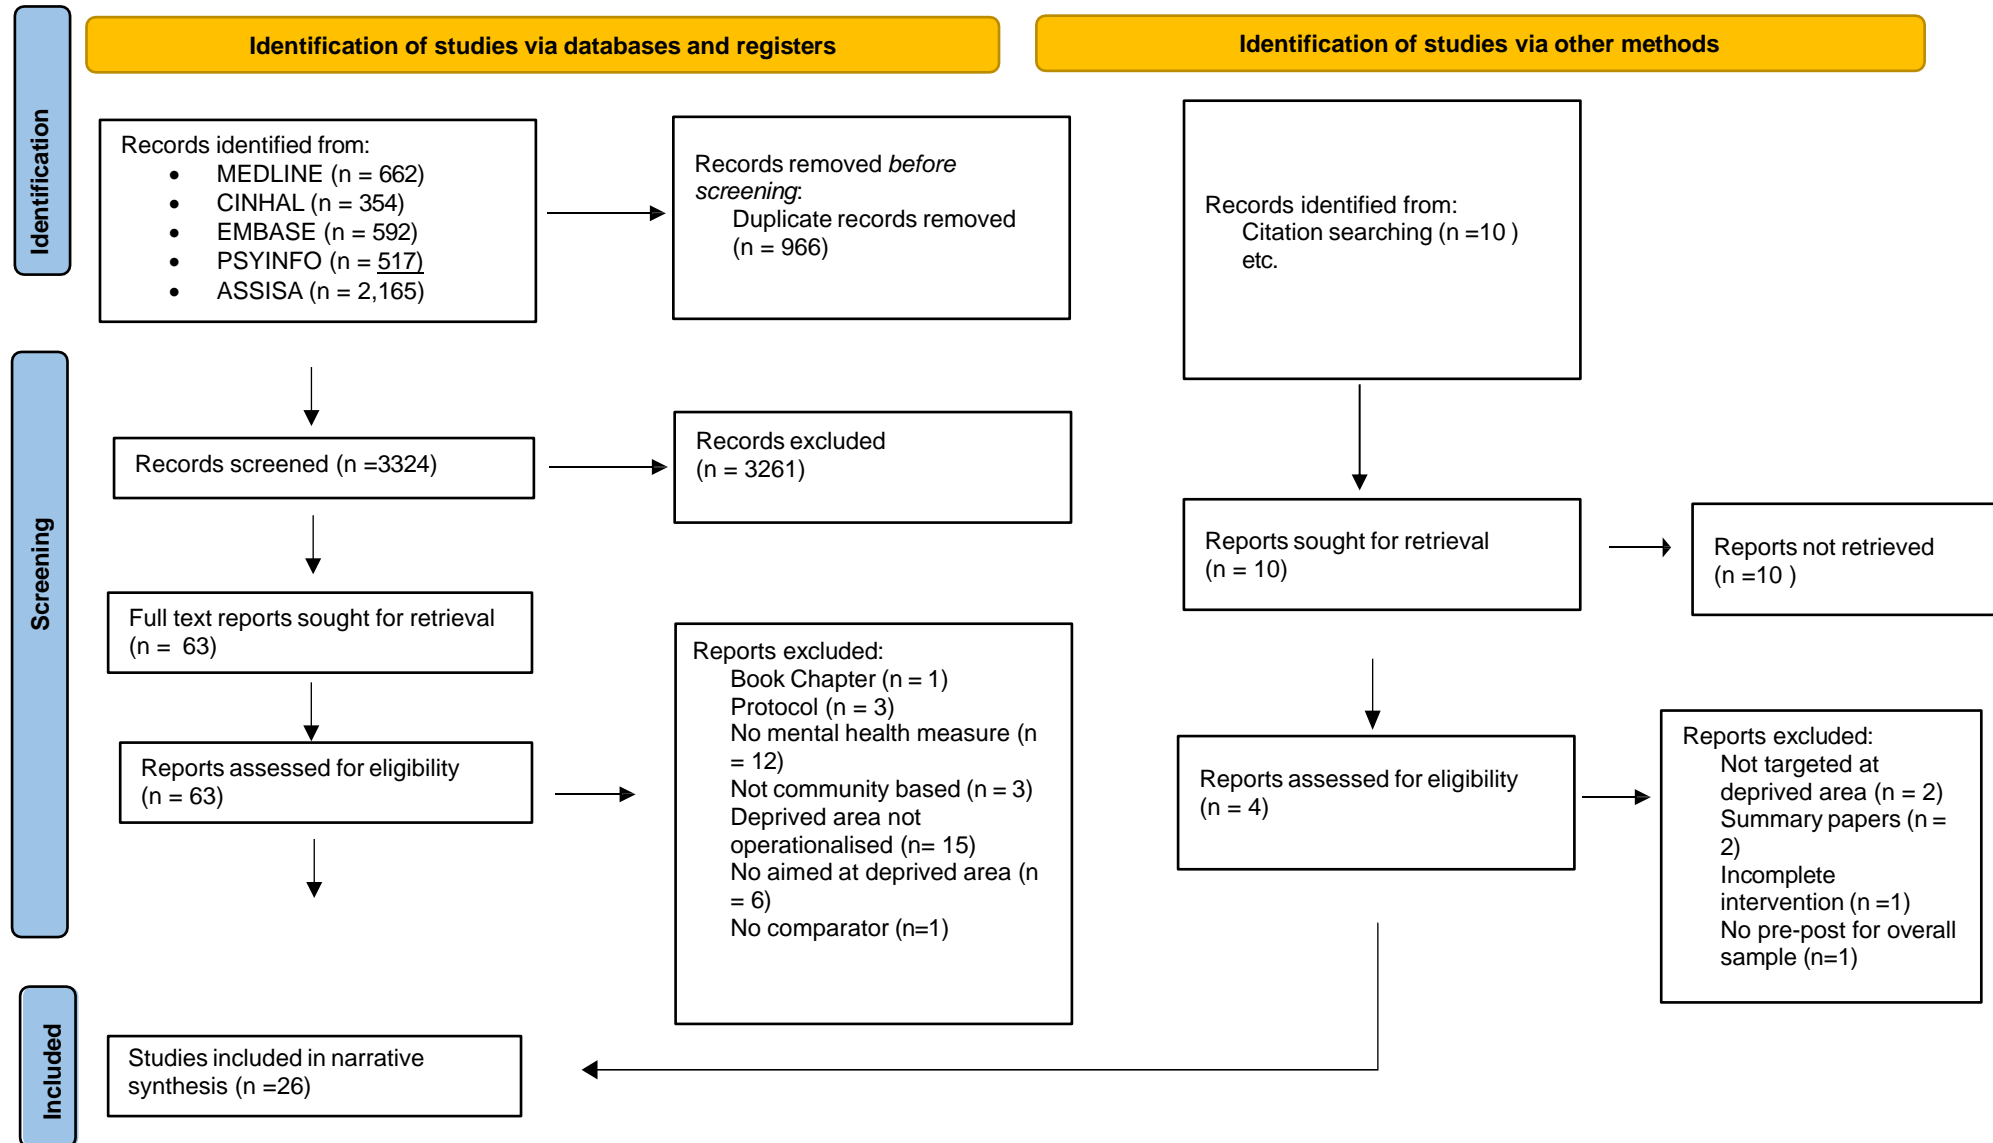 Identification of studies via databases and registers
Identification of studies via other methods
Identification
Records identified from:
• MEDLINE (n = 662)
• CINHAL (n = 354)
• EMBASE (n = 592)
• PSYINFO (n = 517)
• ASSISA (n = 2,165)
Records removed before
screening:
Duplicate records removed
(n = 966)
Records identified from:
Citation searching (n =10 )
etc.
Screening
Records screened (n =3324)
Records excluded
(n = 3261)
Reports sought for retrieval
(n = 10)
Reports not retrieved
(n =10 )
Full text reports sought for retrieval
(n =  63)
Reports assessed for eligibility
(n = 63)
Reports excluded:
Book Chapter (n = 1)
Protocol (n = 3)
No mental health measure (n
= 12)
Not community based (n = 3)
Deprived area not
operationalised (n= 15)
No aimed at deprived area (n
= 6)
No comparator (n=1)
Reports assessed for eligibility
(n = 4)
Reports excluded:
Not targeted at
deprived area (n = 2)
Summary papers (n =
2)
Incomplete
intervention (n =1)
No pre-post for overall
sample (n=1)
Included
Studies included in narrative
synthesis (n =26)